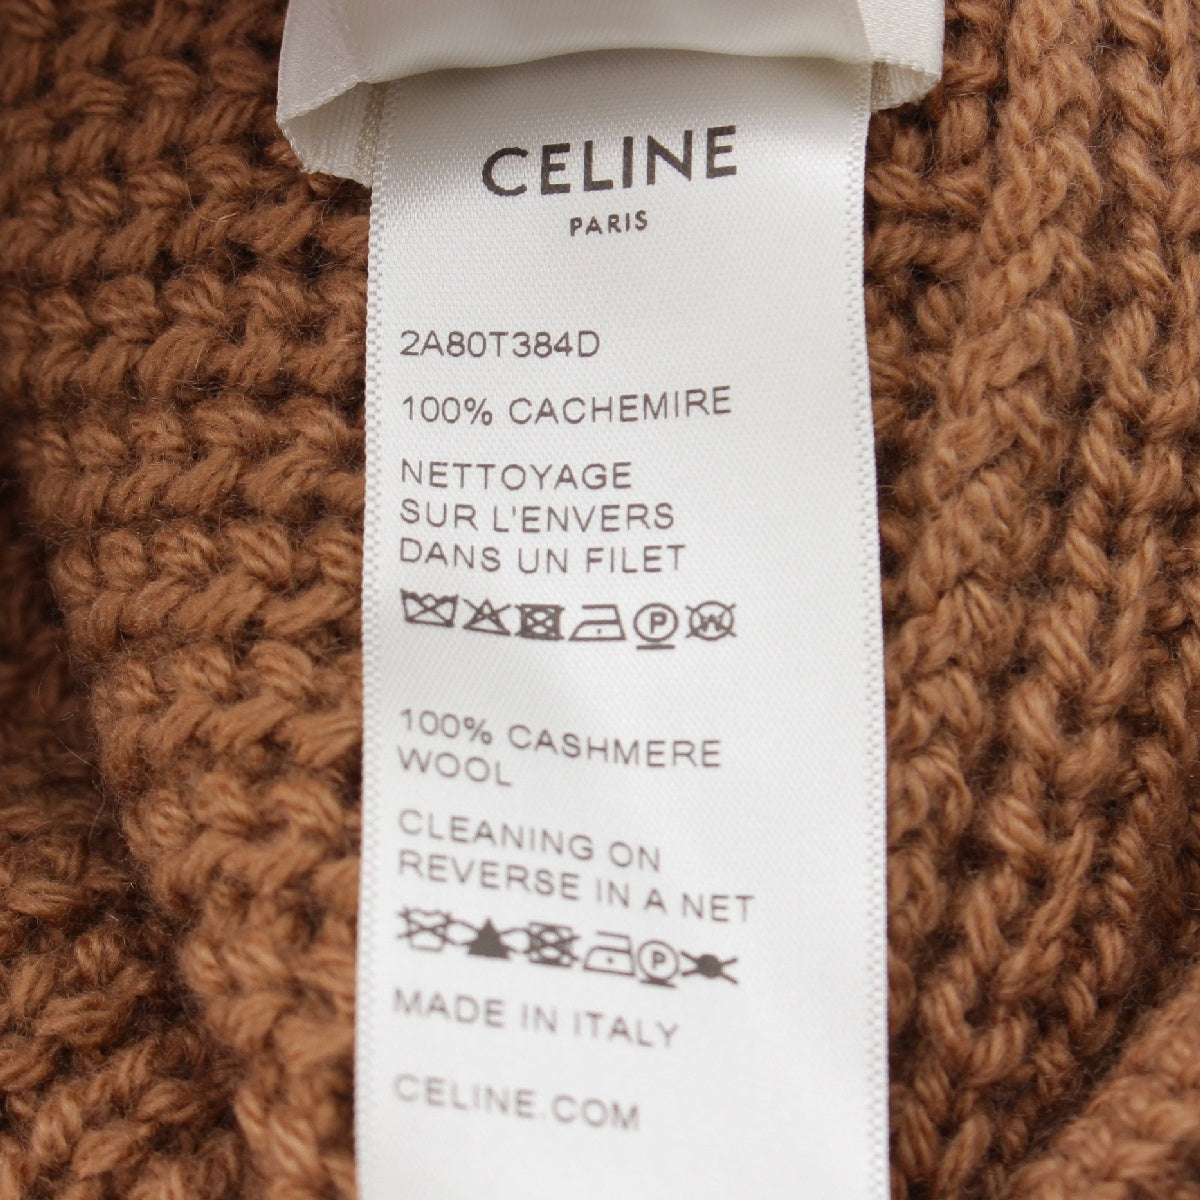 CELINE
PARIS
2A80T384D
100% CACHEMIRE
NETTOYAGE
SUR L'ENVERS
DANS UN FILET
P W
100% CASHMERE
WOOL
CLEANING ON
REVERSE IN A NET
P
MADE IN ITALY
CELINE.COM